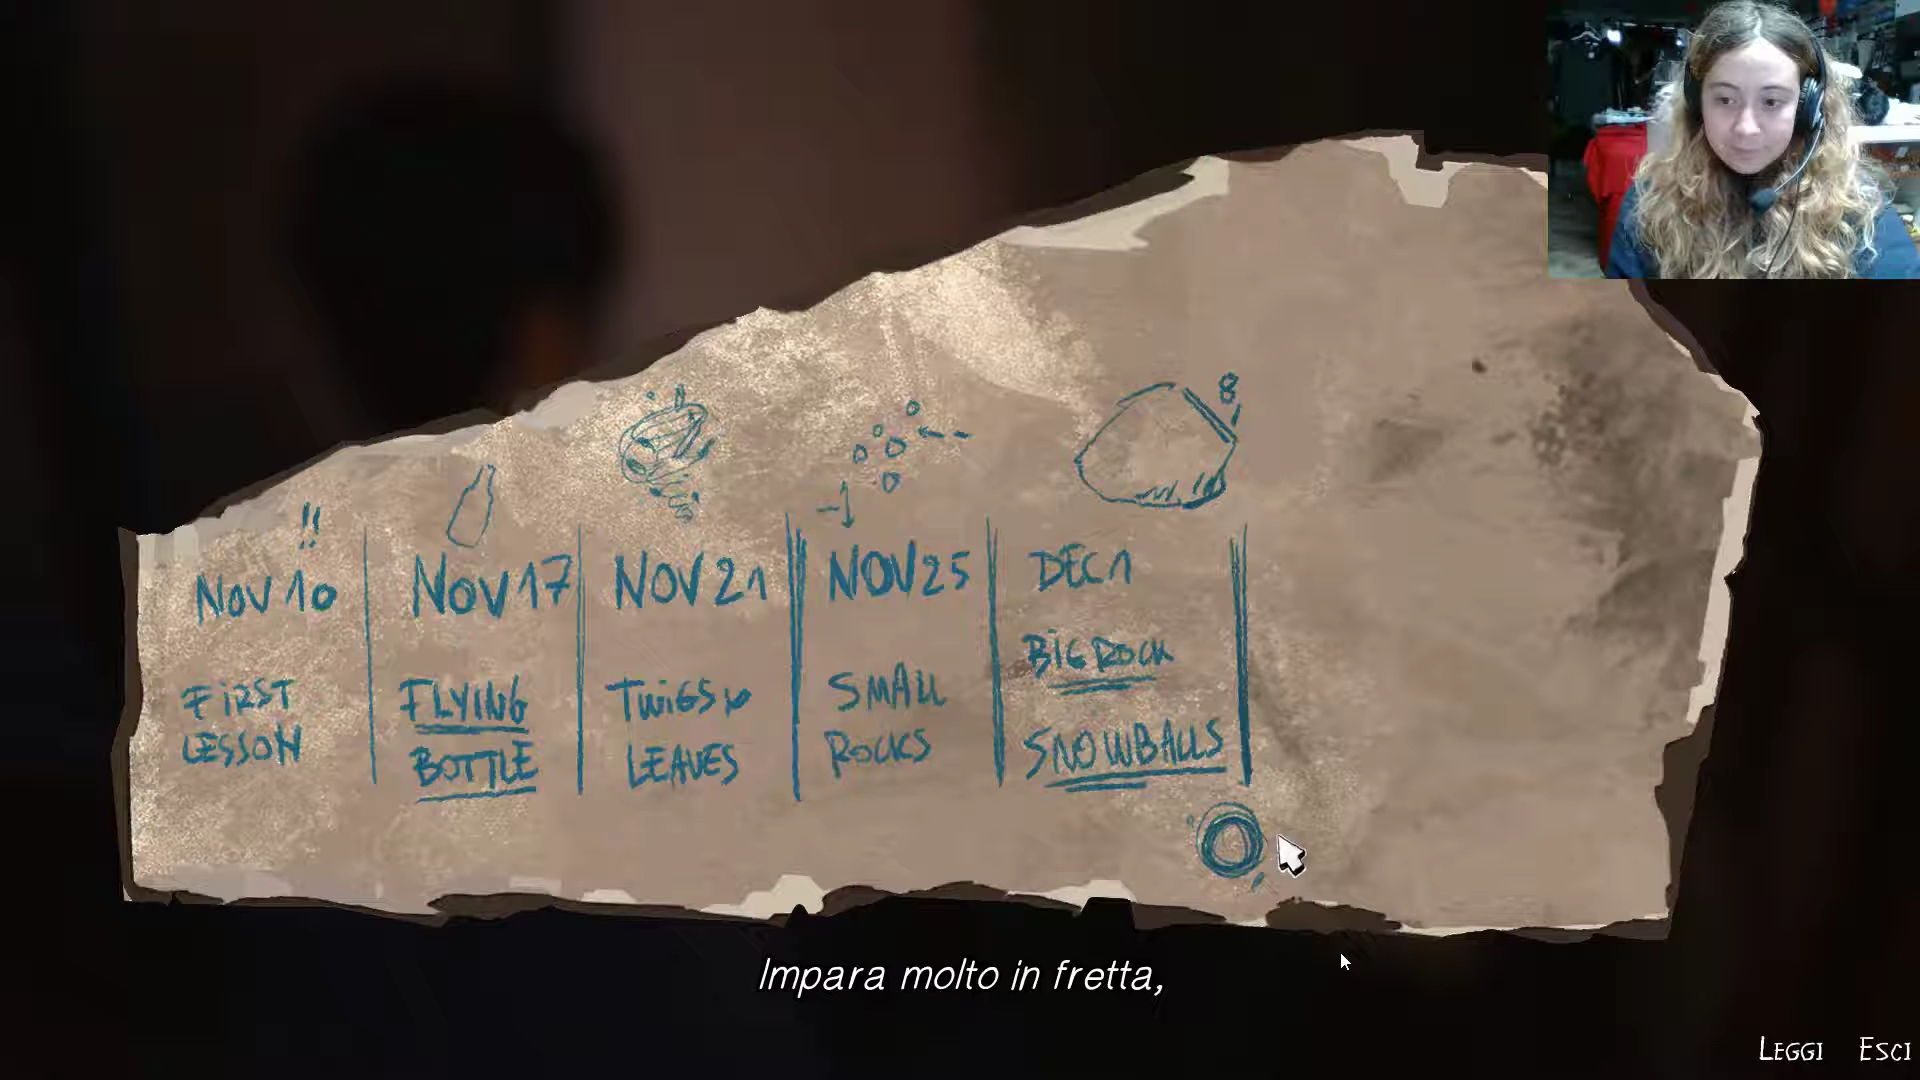 !!
8
NOV 10
NOV 17
NOV 21
NOV 25
DEC 1
FIRST
LESSON
FLYING
BOTTLE
TWIGS
LEAVES
SMALL
ROCKS
BIG ROCK
SNOWBALLS
Impara molto in fretta,
LEGGI ESCI